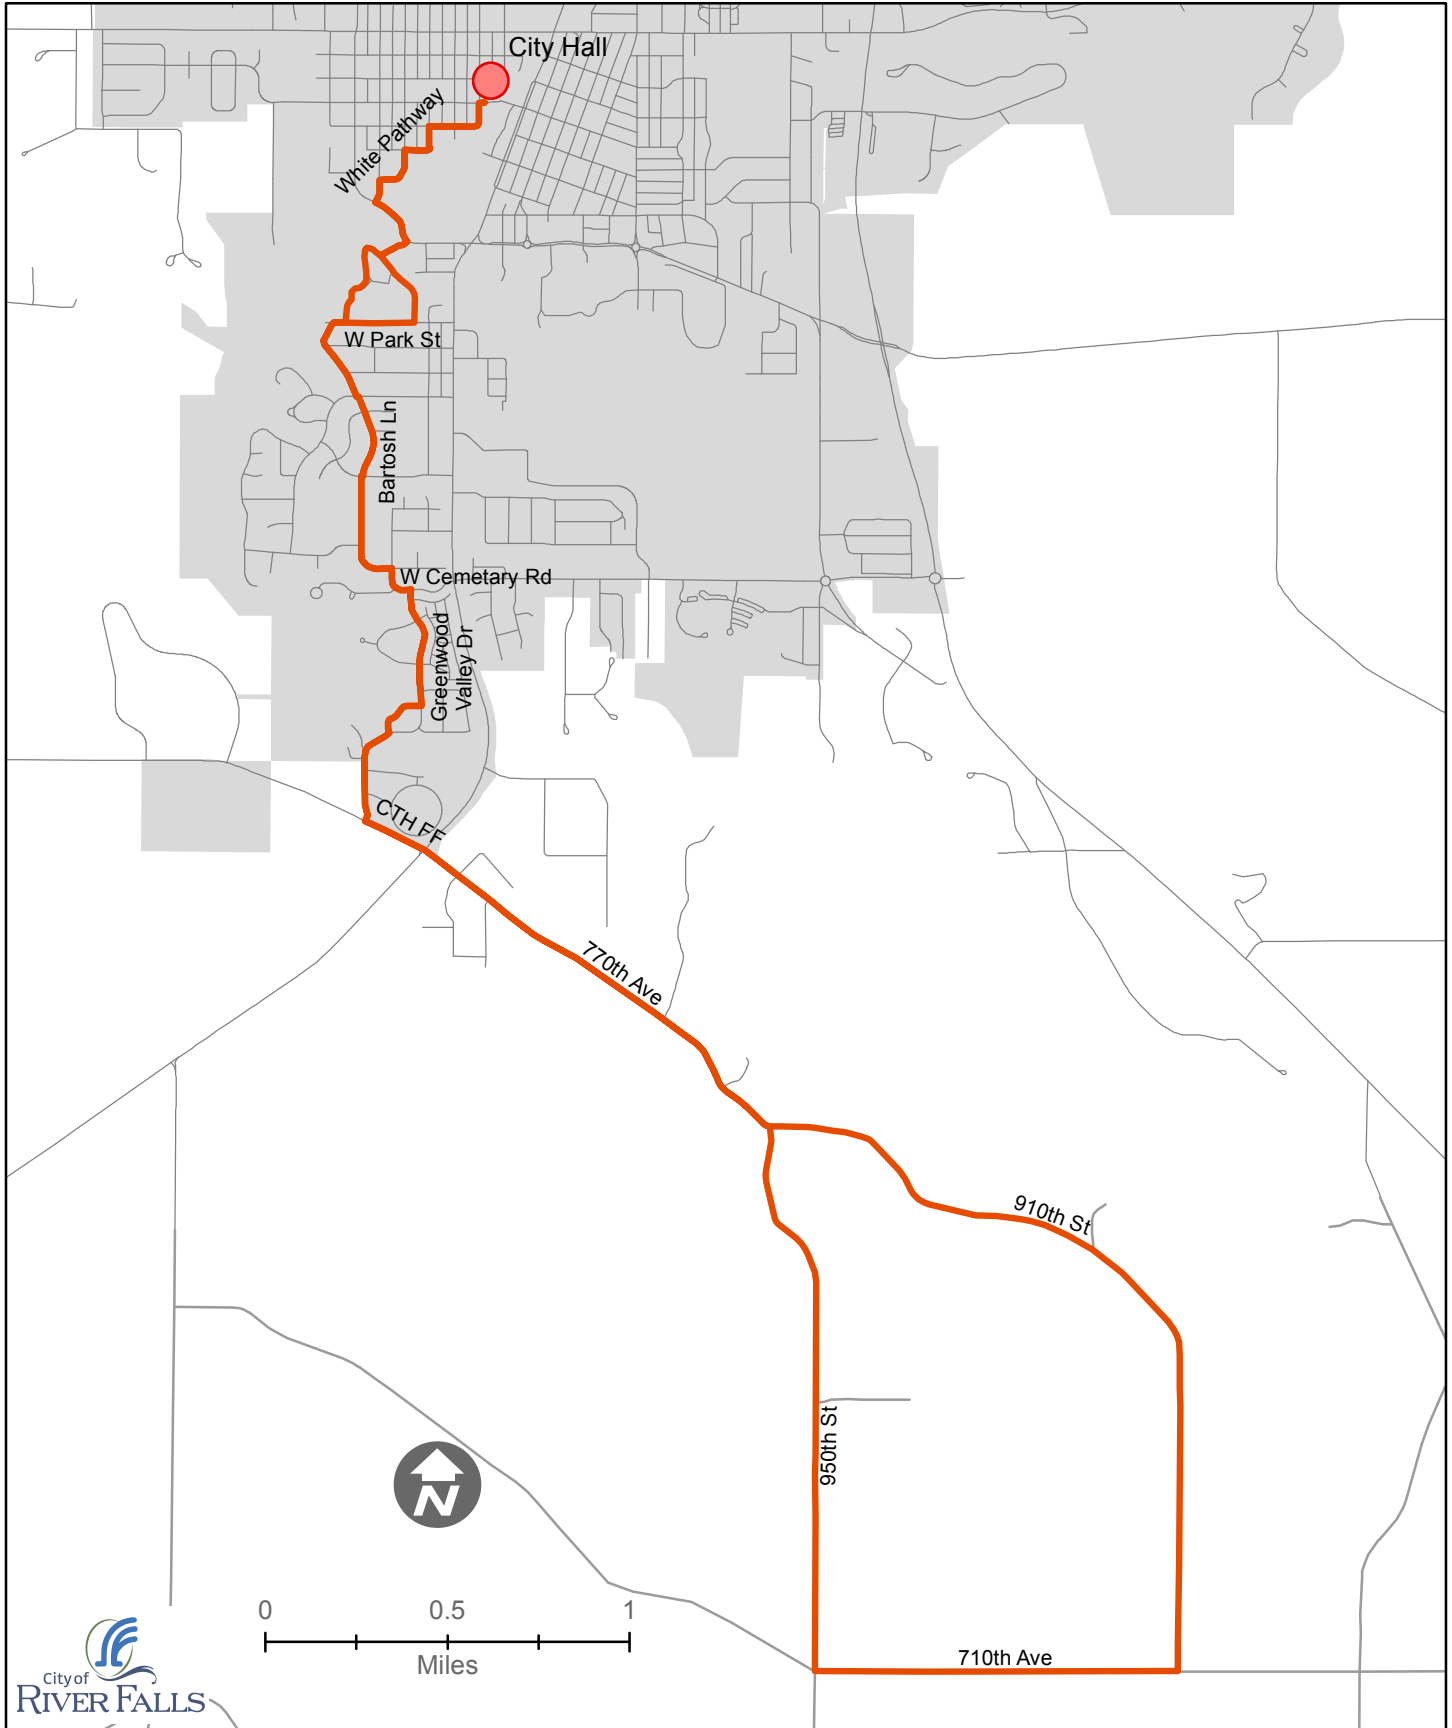 City Hall
White Pathway
W Park St
Bartosh Ln
W Cemetary Rd
Greenwood
Valley Dr
CTH FF
770th Ave
910th St
950th St
N
0 0.5 1
Miles
710th Ave
City of
RIVER FALLS